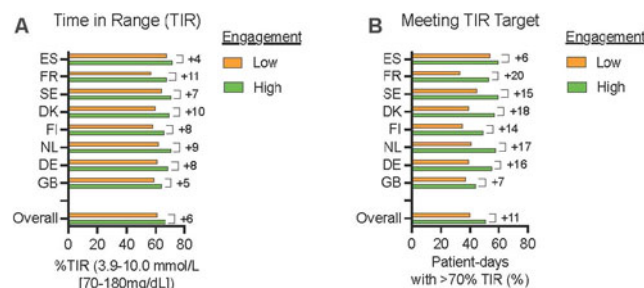 A Time in Range (TIR)
Engagement
Low
High
ES +4
FR +11
SE +7
DK +10
FI +8
NL +9
DE +8
GB +5
Overall +6
0 20 40 60 80
%TIR (3.9-10.0 mmol/L
[70-180mg/dL])
B Meeting TIR Target
Engagement
Low
High
ES +6
FR +20
SE +15
DK +18
FI +14
NL +17
DE +16
GB +7
Overall +11
0 20 40 60 80
Patient-days
with >70% TIR (%)